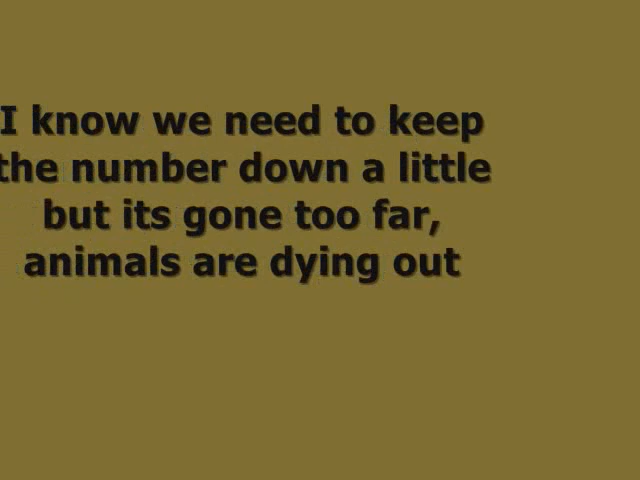 I know we need to keep
the number down a little
but its gone too far,
animals are dying out